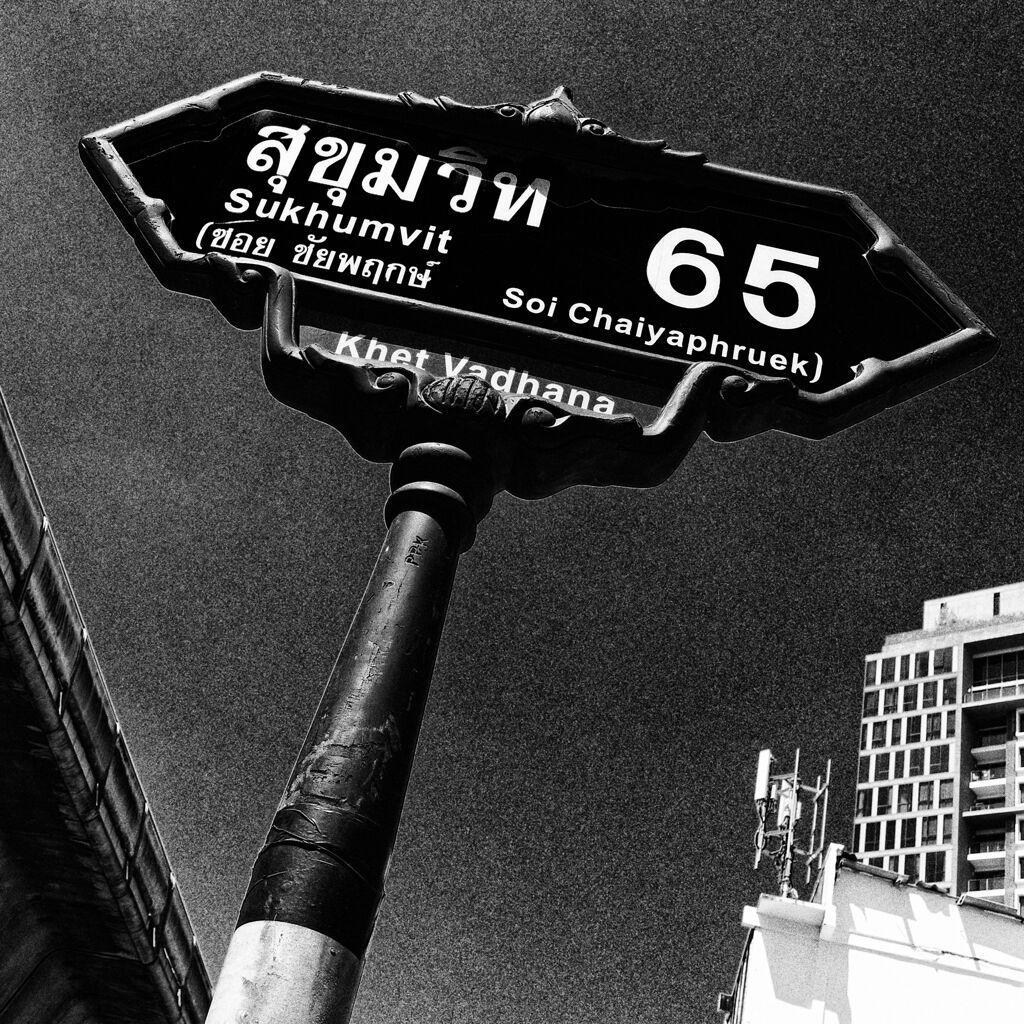 สุขุมวิท 65
Sukhumvit
(ซอย ชัยพฤกษ์ Soi Chaiyaphruek)
Khet Vadhana
PRK